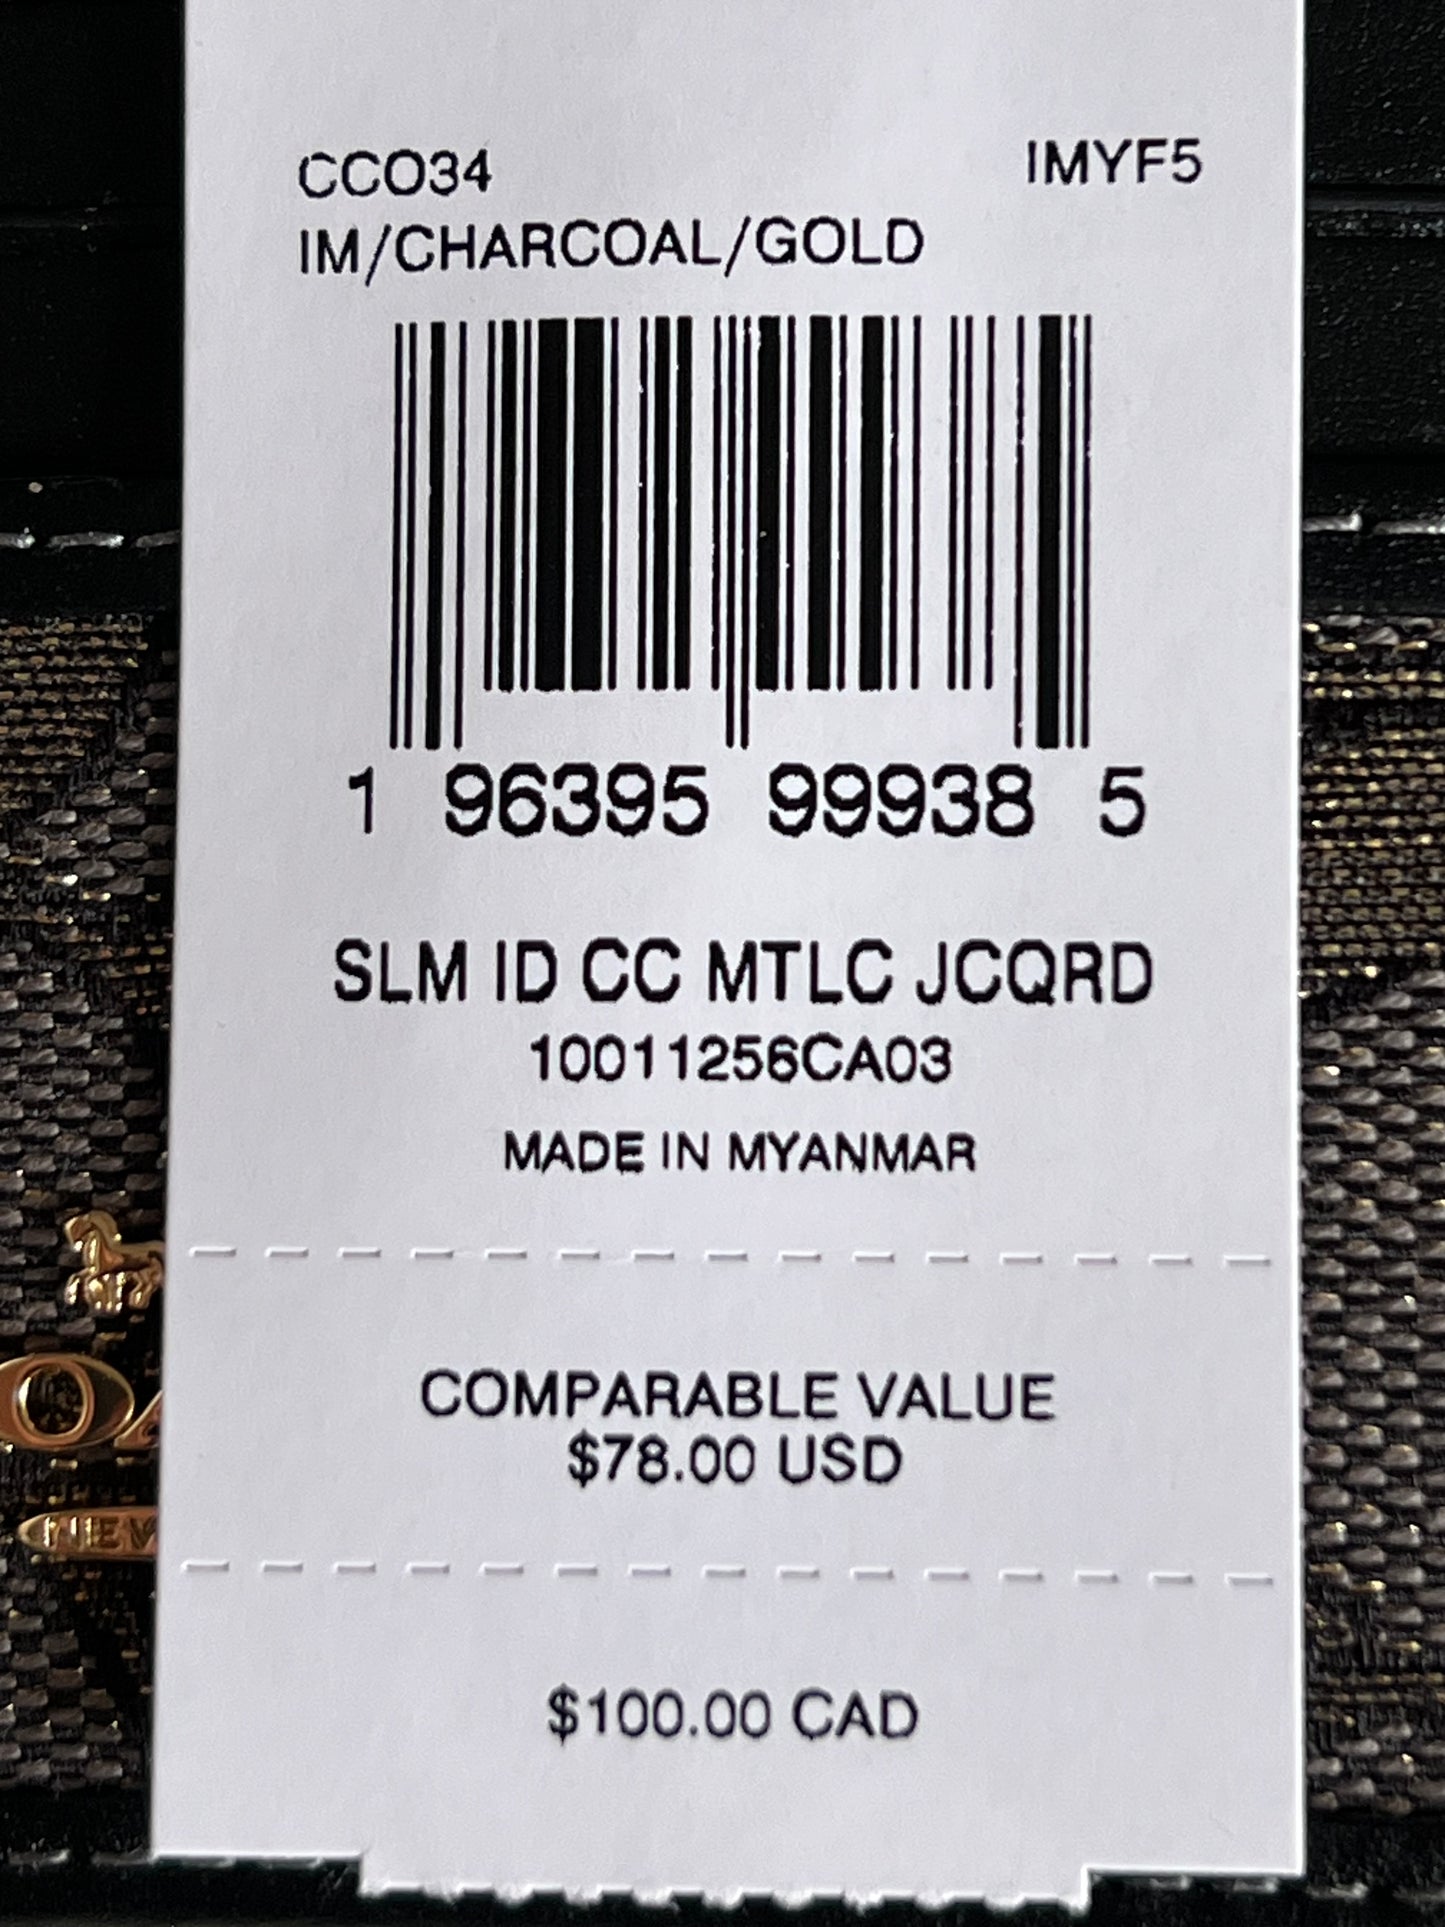 CCO34 IMYF5
IM/CHARCOAL/GOLD
1 96395 99938 5
SLM ID CC MTLC JCQRD
10011256CA03
MADE IN MYANMAR
COMPARABLE VALUE
$78.00 USD
$100.00 CAD